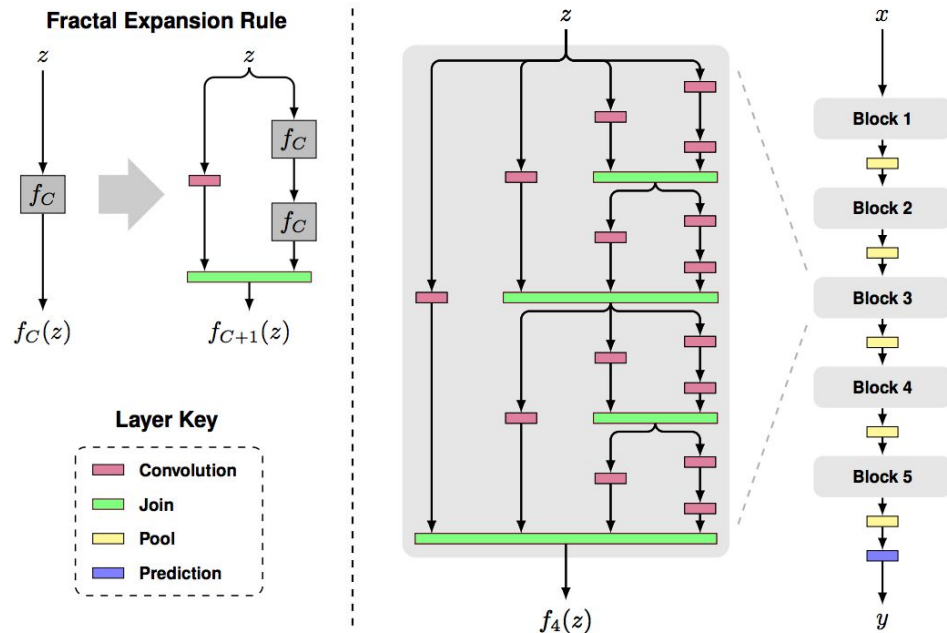 Fractal Expansion Rule
z
z
f_C
f_C
f_C
f_C(z)
f_{C+1}(z)
Layer Key
Convolution
Join
Pool
Prediction
z
f_4(z)
x
Block 1
Block 2
Block 3
Block 4
Block 5
y